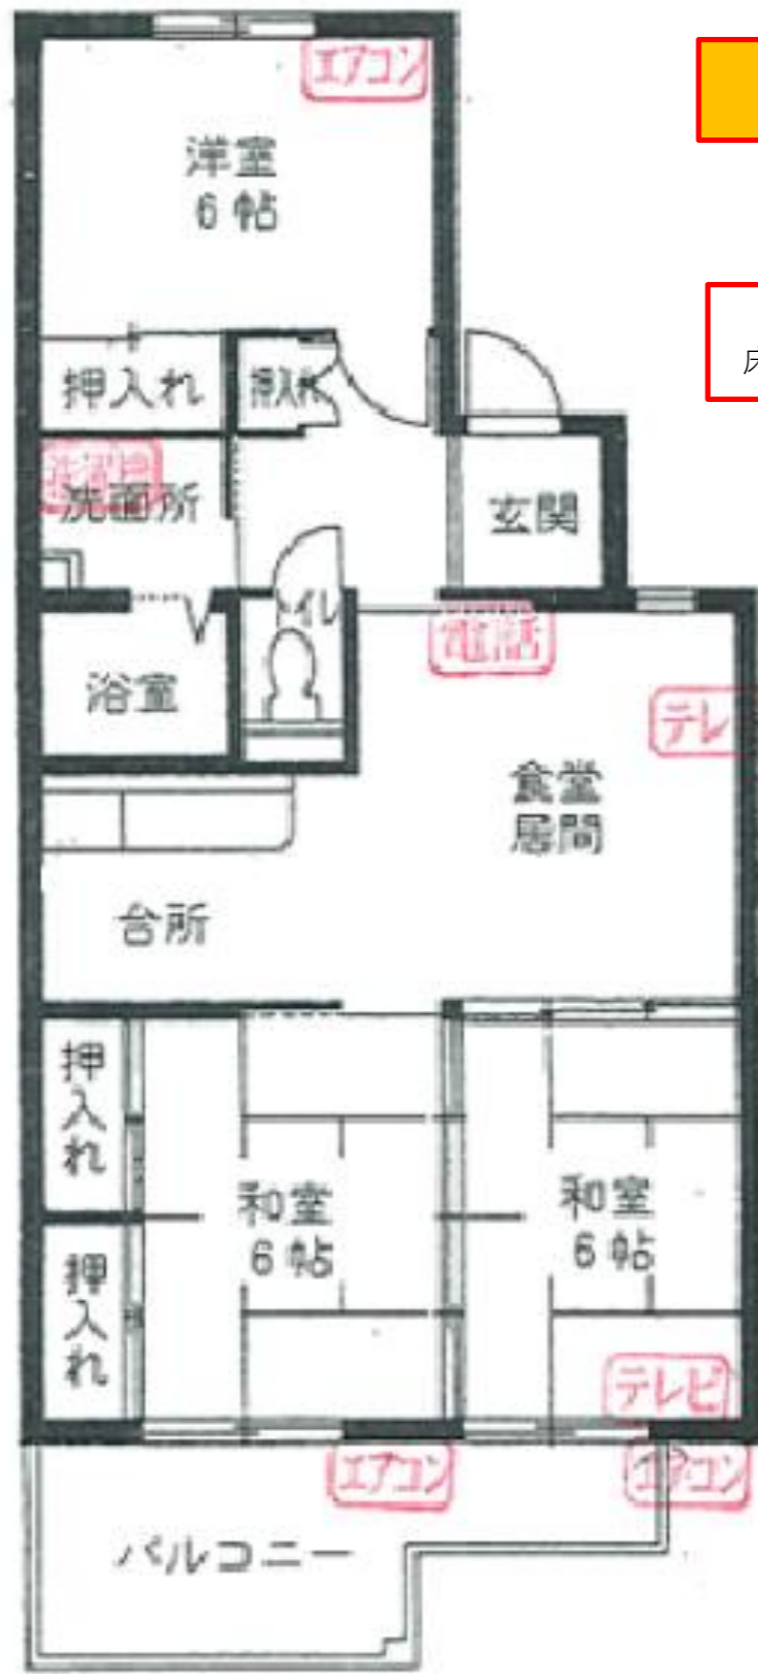 エアコン
洋室
6帖
押入れ
押入れ
洗濯機
洗面所
玄関
トイレ
電話
浴室
テレ
食堂
居間
台所
押入れ
和室
6帖
和室
6帖
押入れ
テレビ
エアコン
エアコン
バルコニー
床